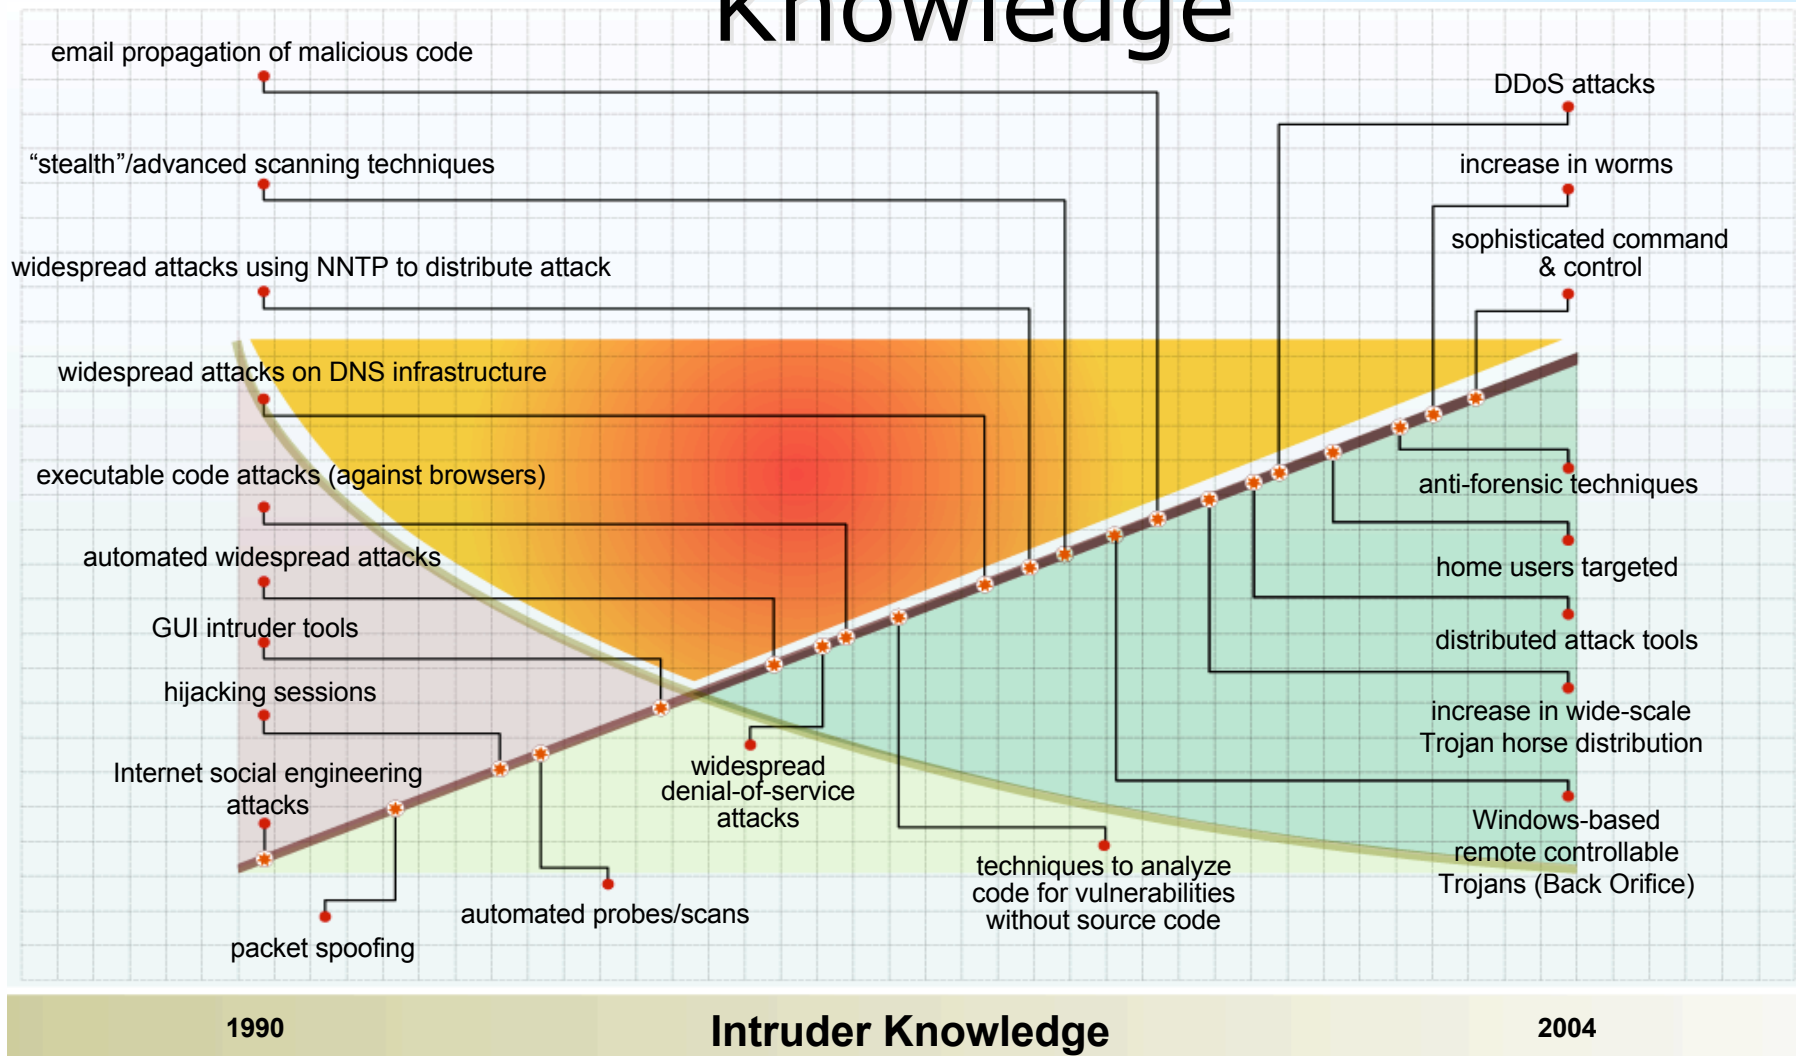 Knowledge
email propagation of malicious code
“stealth”/advanced scanning techniques
widespread attacks using NNTP to distribute attack
widespread attacks on DNS infrastructure
executable code attacks (against browsers)
automated widespread attacks
GUI intruder tools
hijacking sessions
Internet social engineering
attacks
packet spoofing
automated probes/scans
widespread
denial-of-service
attacks
techniques to analyze
code for vulnerabilities
without source code
DDoS attacks
increase in worms
sophisticated command
& control
anti-forensic techniques
home users targeted
distributed attack tools
increase in wide-scale
Trojan horse distribution
Windows-based
remote controllable
Trojans (Back Orifice)
1990
Intruder Knowledge
2004